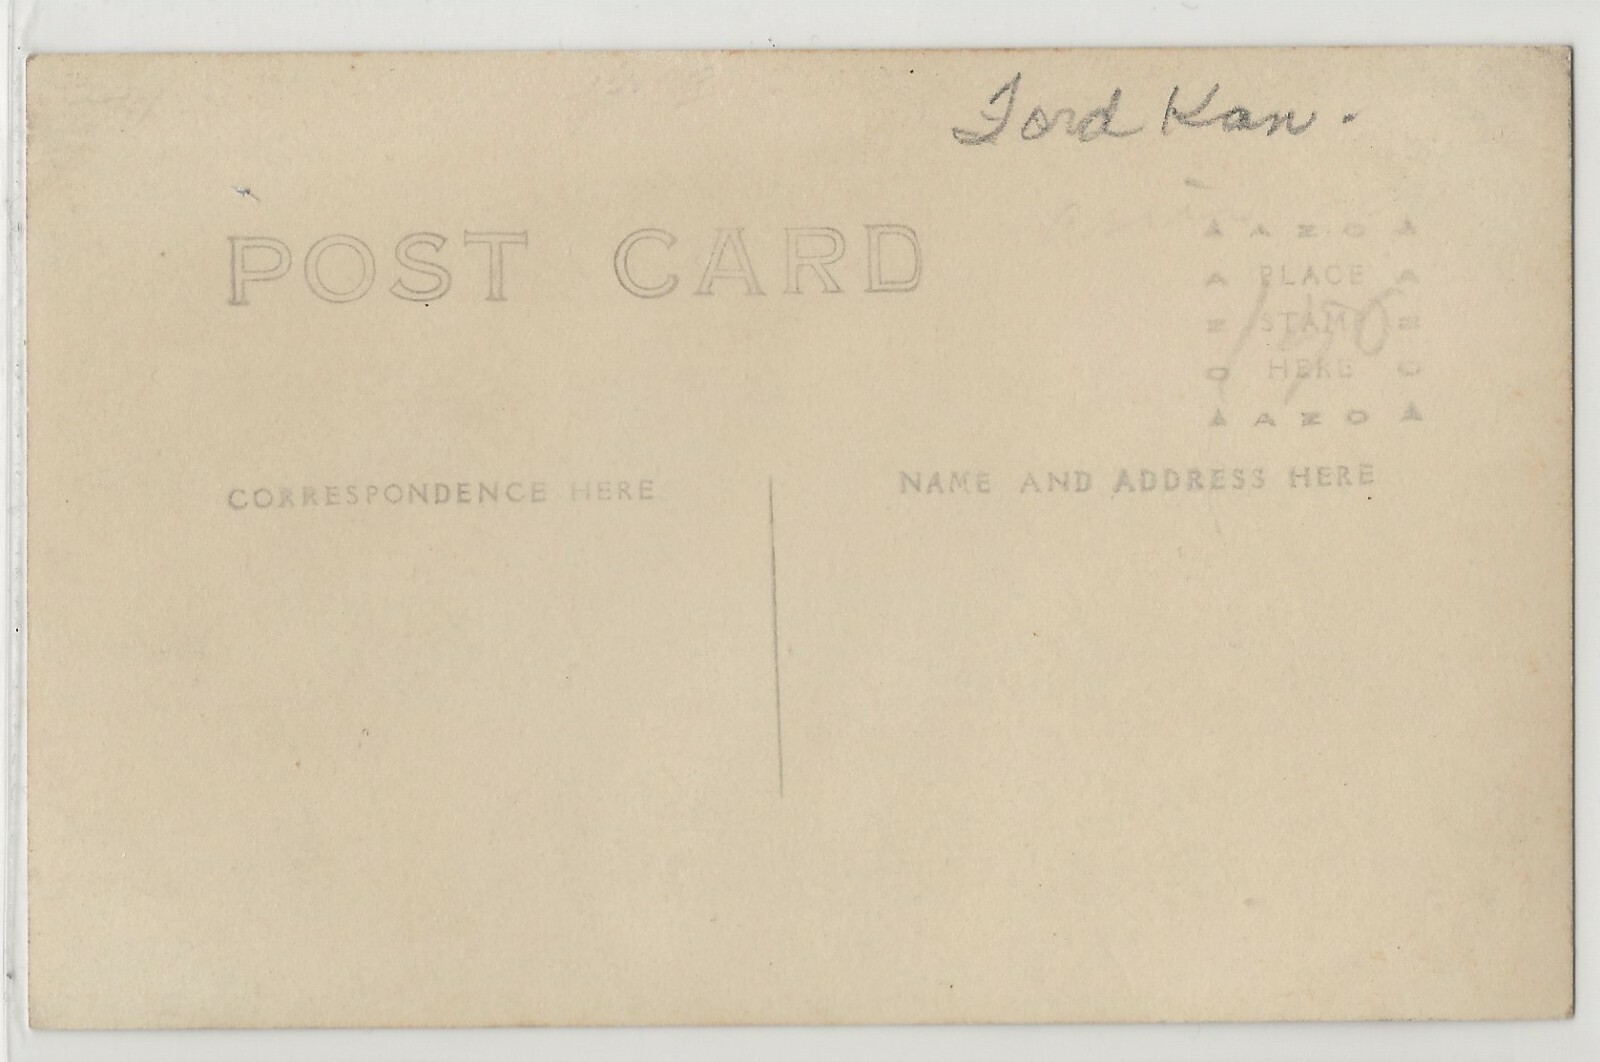 Ford Kan.
POST CARD
AZO
A PLACE A
Z STAMP Z
O HERE O
AZO
CORRESPONDENCE HERE
NAME AND ADDRESS HERE